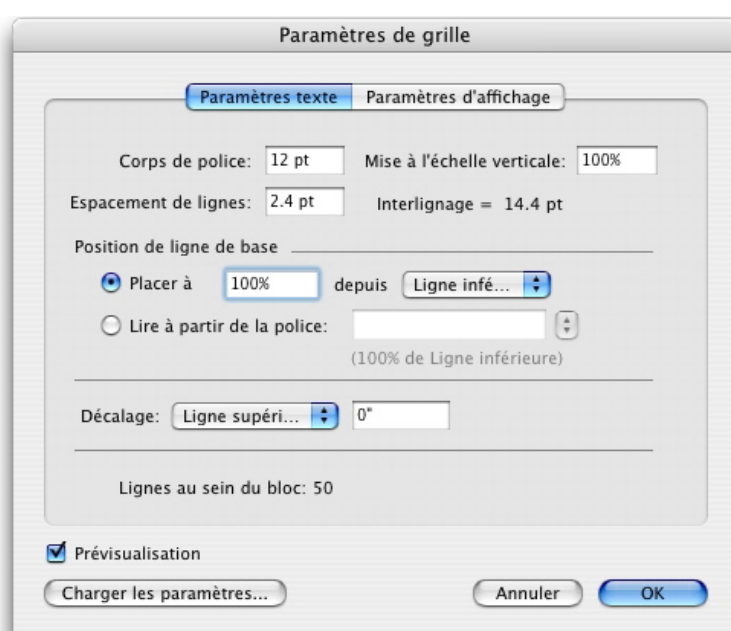 Paramètres de grille
Paramètres texte Paramètres d'affichage
Corps de police: 12 pt Mise à l'échelle verticale: 100%
Espacement de lignes: 2.4 pt Interlignage = 14.4 pt
Position de ligne de base
Placer à 100% depuis Ligne infé...
Lire à partir de la police:
(100% de Ligne inférieure)
Décalage: Ligne supéri... 0"
Lignes au sein du bloc: 50
Prévisualisation
Charger les paramètres... Annuler OK